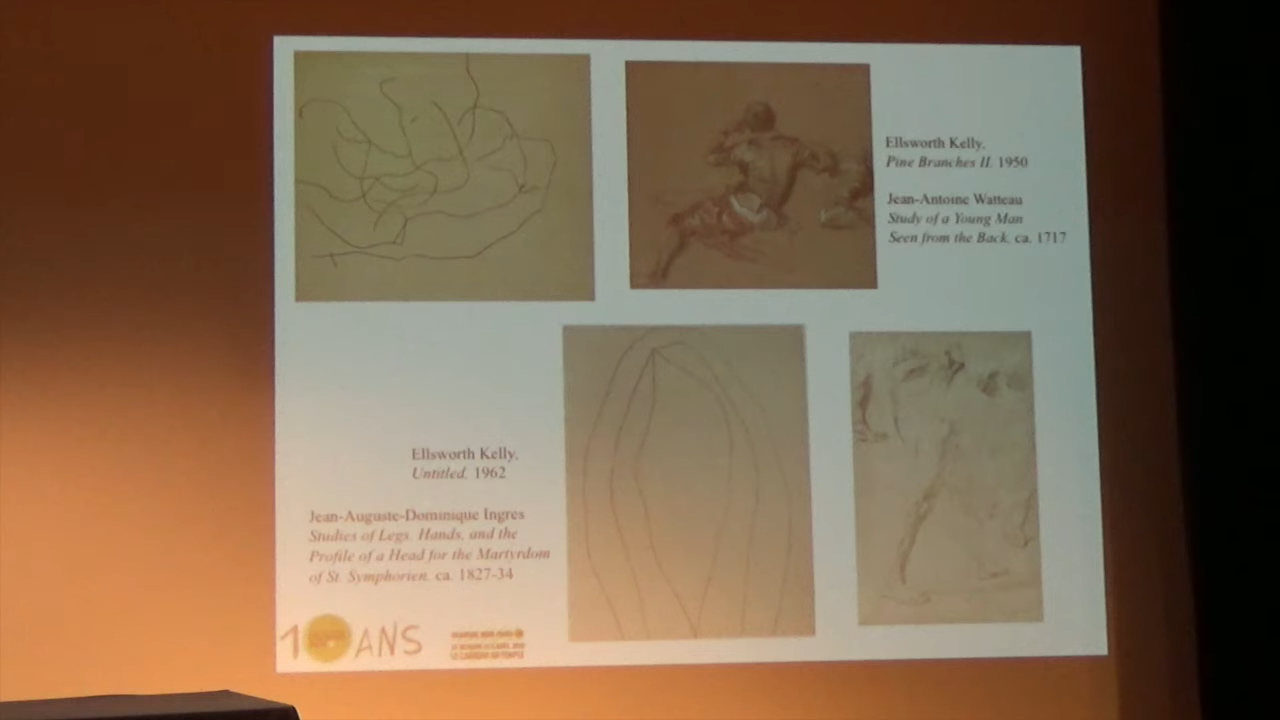 Ellsworth Kelly,
Pine Branches II, 1950
Jean-Antoine Watteau
Study of a Young Man
Seen from the Back, ca. 1717
Ellsworth Kelly,
Untitled, 1962
Jean-Auguste-Dominique Ingres
Studies of Legs, Hands, and the
Profile of a Head for the Martyrdom
of St. Symphorien, ca. 1827-34
10 ANS